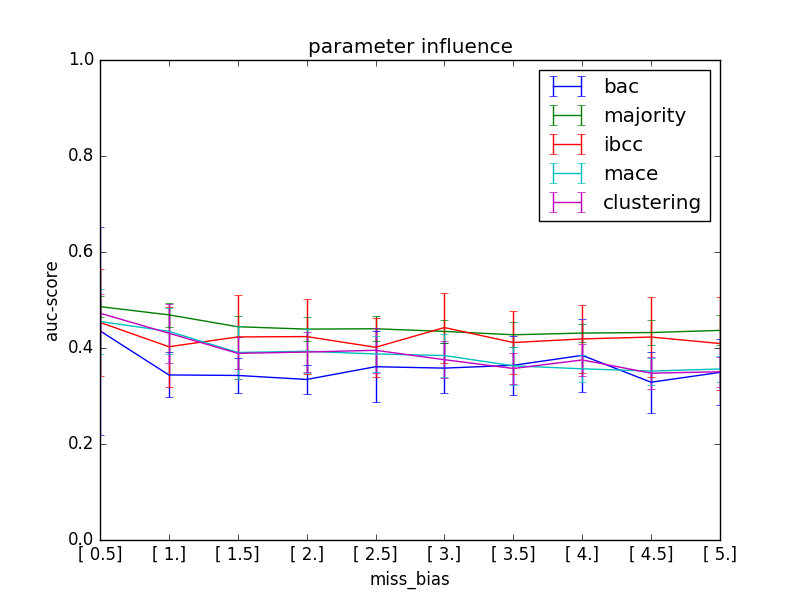 parameter influence
bac
majority
ibcc
mace
clustering
auc-score
1.0
0.8
0.6
0.4
0.2
0.0
[ 0.5] [ 1.] [ 1.5] [ 2.] [ 2.5] [ 3.] [ 3.5] [ 4.] [ 4.5] [ 5.]
miss_bias